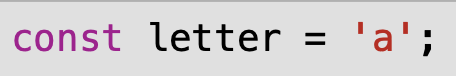 const letter = 'a';